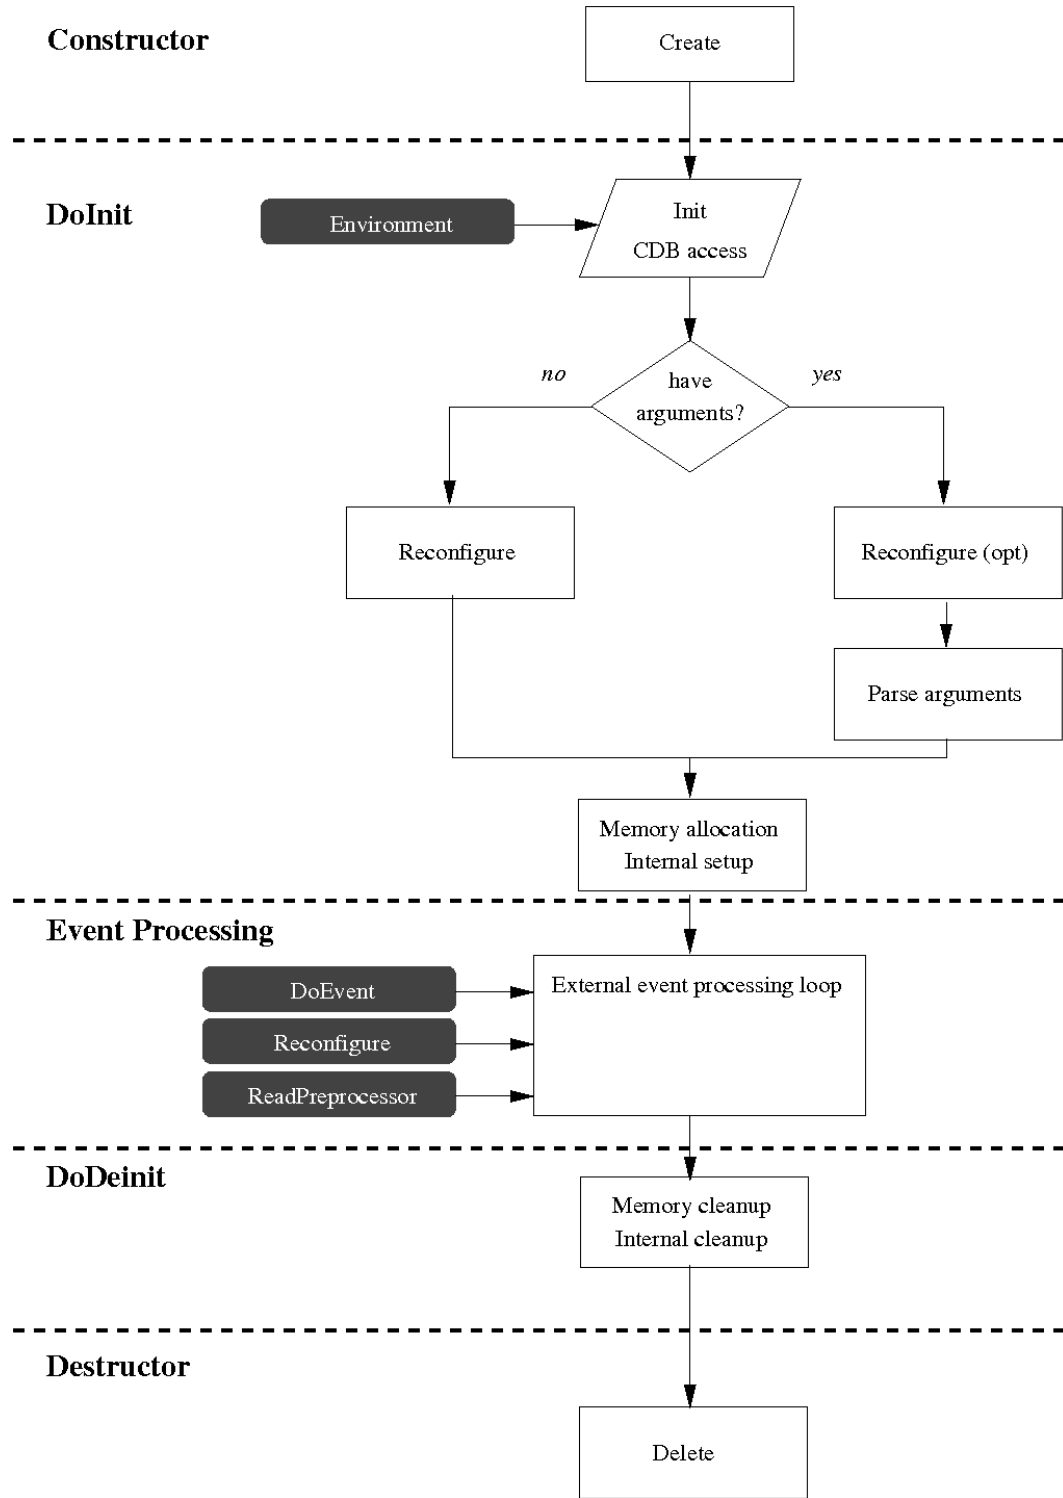 Constructor
Create
DoInit
Environment
Init
CDB access
no
yes
have
arguments?
Reconfigure
Reconfigure (opt)
Parse arguments
Memory allocation
Internal setup
Event Processing
DoEvent
External event processing loop
Reconfigure
ReadPreprocessor
DoDeinit
Memory cleanup
Internal cleanup
Destructor
Delete